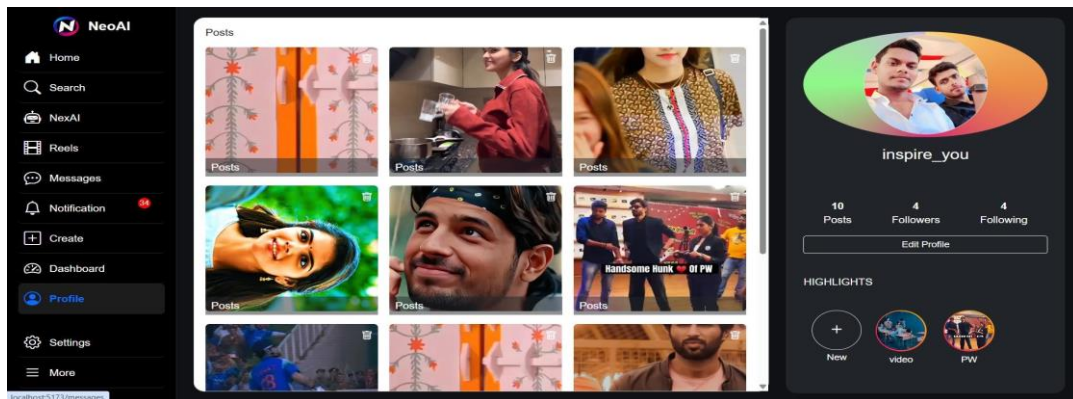 NeoAI
Home
Search
NexAI
Reels
Messages
Notification
34
Create
Dashboard
Profile
Settings
More
localhost:5173/messages
Posts
Posts
Posts
Posts
Posts
Posts
Handsome Hunk ❤ Of PW
Posts
8
inspire_you
10
Posts
4
Followers
4
Following
Edit Profile
HIGHLIGHTS
+
New
video
PW